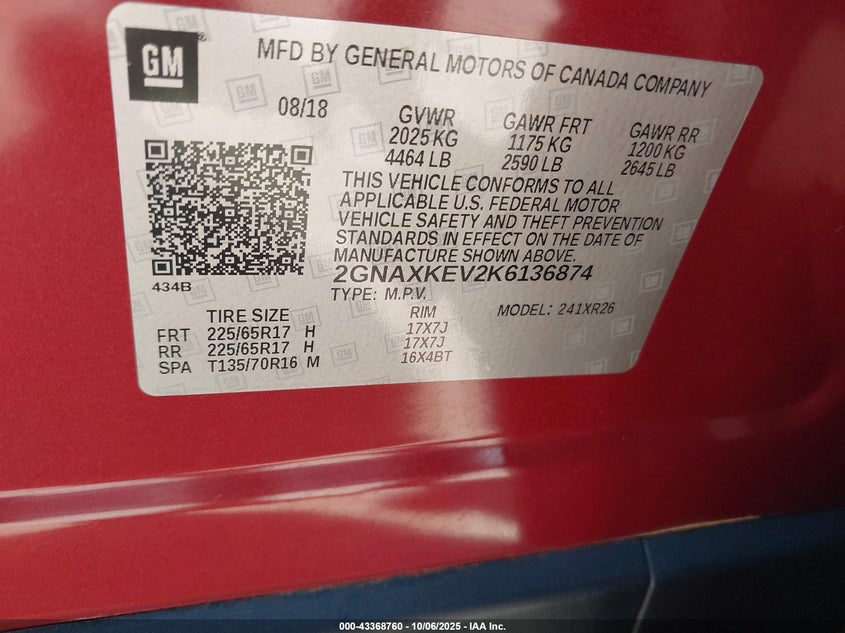 GM
MFD BY GENERAL MOTORS OF CANADA COMPANY
08/18
GVWR GAWR FRT GAWR RR
2025 KG 1175 KG 1200 KG
4464 LB 2590 LB 2645 LB
THIS VEHICLE CONFORMS TO ALL
APPLICABLE U.S. FEDERAL MOTOR
VEHICLE SAFETY AND THEFT PREVENTION
STANDARDS IN EFFECT ON THE DATE OF
MANUFACTURE SHOWN ABOVE.
434B
2GNAXKEV2K6136874
TYPE: M.P.V. MODEL: 241XR26
TIRE SIZE RIM
FRT 225/65R17 H 17X7J
RR 225/65R17 H 17X7J
SPA T135/70R16 M 16X4BT
000-43368760 - 10/06/2025 - IAA Inc.